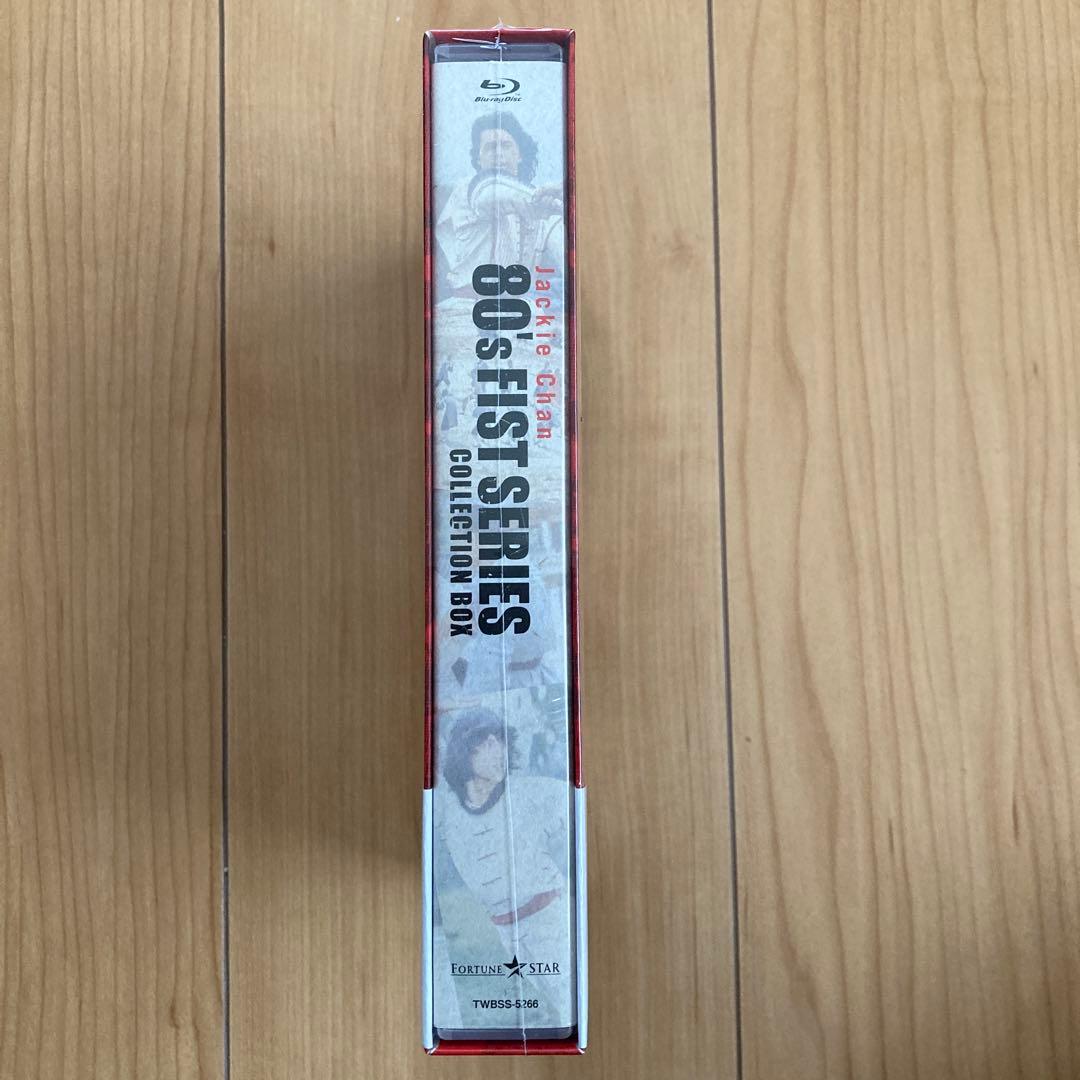 Blu-ray Disc
Jackie Chan
80's FIST SERIES
COLLECTION BOX
FORTUNE STAR
TWBSS-5266